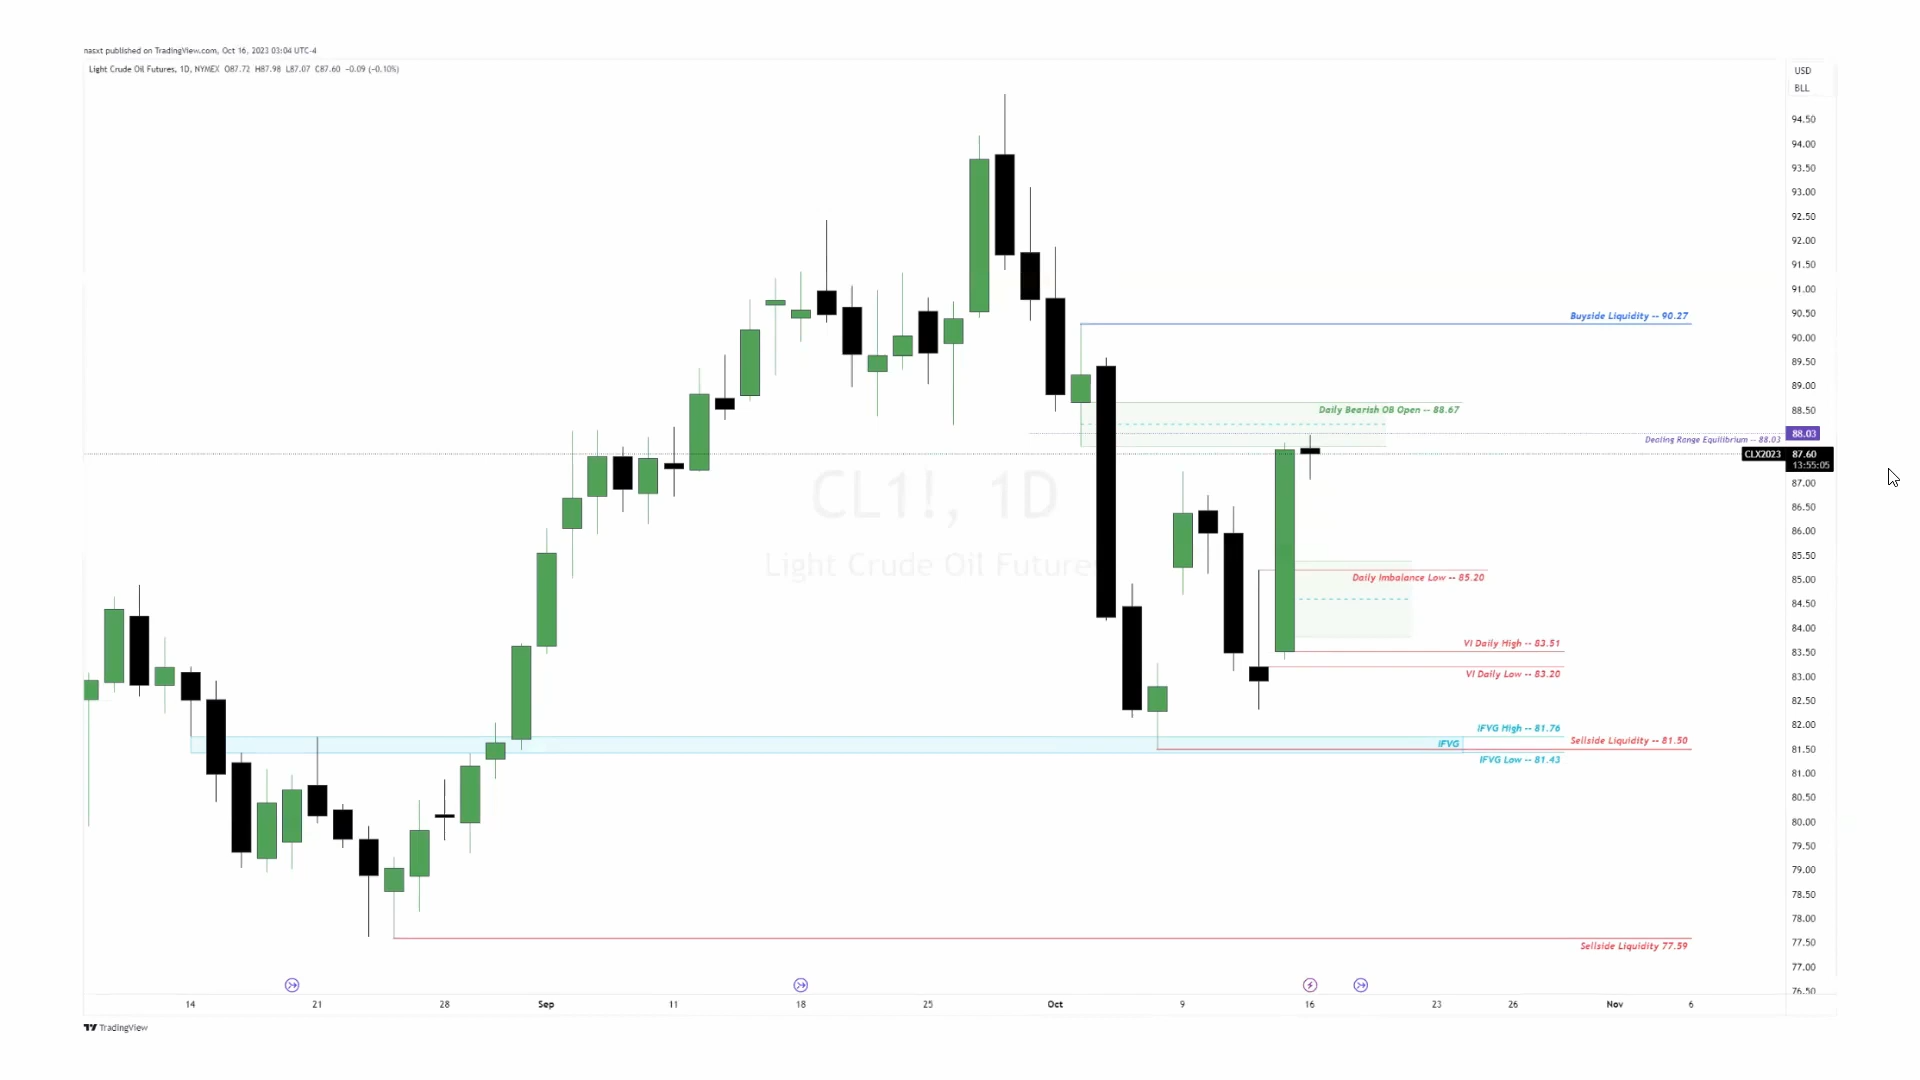 nasxt published on TradingView.com, Oct 16, 2023 03:04 UTC-4
Light Crude Oil Futures, 1D, NYMEX O87.72 H87.98 L87.07 C87.60 -0.09 (-0.10%)
USD
BLL
94.50
94.00
93.50
93.00
92.50
92.00
91.50
91.00
90.50
Buyside Liquidity -- 90.27
90.00
89.50
89.00
88.50
Daily Bearish OB Open -- 88.67
88.03
Dealing Range Equilibrium -- 88.03
CLX2023 87.60
13:55:05
87.00
CL1!, 1D
86.50
86.00
Light Crude Oil Future
85.50
85.00
Daily Imbalance Low -- 85.20
84.50
84.00
VI Daily High -- 83.51
83.50
VI Daily Low -- 83.20
83.00
82.50
82.00
IFVG High -- 81.76
IFVG
Sellside Liquidity -- 81.50
81.50
IFVG Low -- 81.43
81.00
80.50
80.00
79.50
79.00
78.50
78.00
77.50
Sellside Liquidity 77.59
77.00
76.50
14 21 28 Sep 11 18 25 Oct 9 16 23 26 Nov 6
TradingView